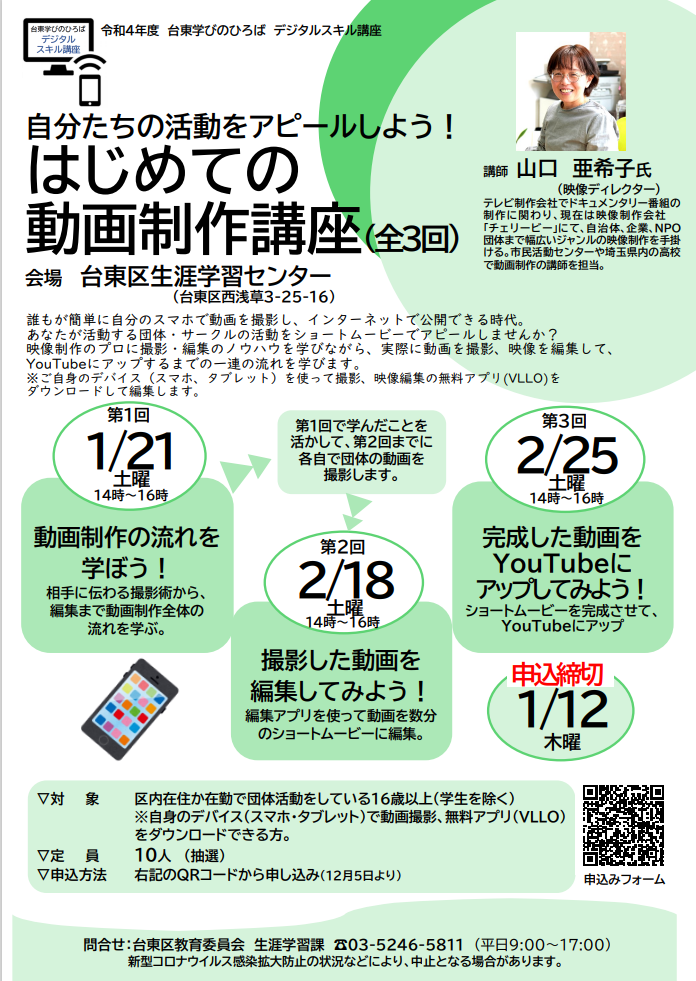 台東学びのひろば
デジタル
スキル講座
令和4年度 台東学びのひろば デジタルスキル講座
自分たちの活動をアピールしよう！
はじめての
動画制作講座(全3回)
会場 台東区生涯学習センター
（台東区西浅草3-25-16）
講師 山口 亜希子氏
（映像ディレクター）
テレビ制作会社でドキュメンタリー番組の
制作に関わり、現在は映像制作会社
「チェリービー」にて、自治体、企業、NPO
団体まで幅広いジャンルの映像制作を手掛
ける。市民活動センターや埼玉県内の高校
で動画制作の講師を担当。
誰もが簡単に自分のスマホで動画を撮影し、インターネットで公開できる時代。
あなたが活動する団体・サークルの活動をショートムービーでアピールしませんか？
映像制作のプロに撮影・編集のノウハウを学びながら、実際に動画を撮影、映像を編集して、
YouTubeにアップするまでの一連の流れを学びます。
※ご自身のデバイス（スマホ、タブレット）を使って撮影、映像編集の無料アプリ(VLLO)を
ダウンロードして編集します。
第1回
1/21
土曜
14時～16時
動画制作の流れを
学ぼう！
相手に伝わる撮影術から、
編集まで動画制作全体の
流れを学ぶ。
第1回で学んだことを
活かして、第2回までに
各自で団体の動画を
撮影します。
第2回
2/18
土曜
14時～16時
撮影した動画を
編集してみよう！
編集アプリを使って動画を数分
のショートムービーに編集。
第3回
2/25
土曜
14時～16時
完成した動画を
YouTubeに
アップしてみよう！
ショートムービーを完成させて、
YouTubeにアップ
申込締切
1/12
木曜
▽対 象 区内在住か在勤で団体活動をしている16歳以上（学生を除く）
※自身のデバイス（スマホ・タブレット）で動画撮影、無料アプリ（VLLO）
をダウンロードできる方。
▽定 員 10人 （抽選）
▽申込方法 右記のQRコードから申し込み（12月5日より）
申込みフォーム
問合せ：台東区教育委員会 生涯学習課 ☎03-5246-5811 （平日9:00～17:00）
新型コロナウイルス感染拡大防止の状況などにより、中止となる場合があります。